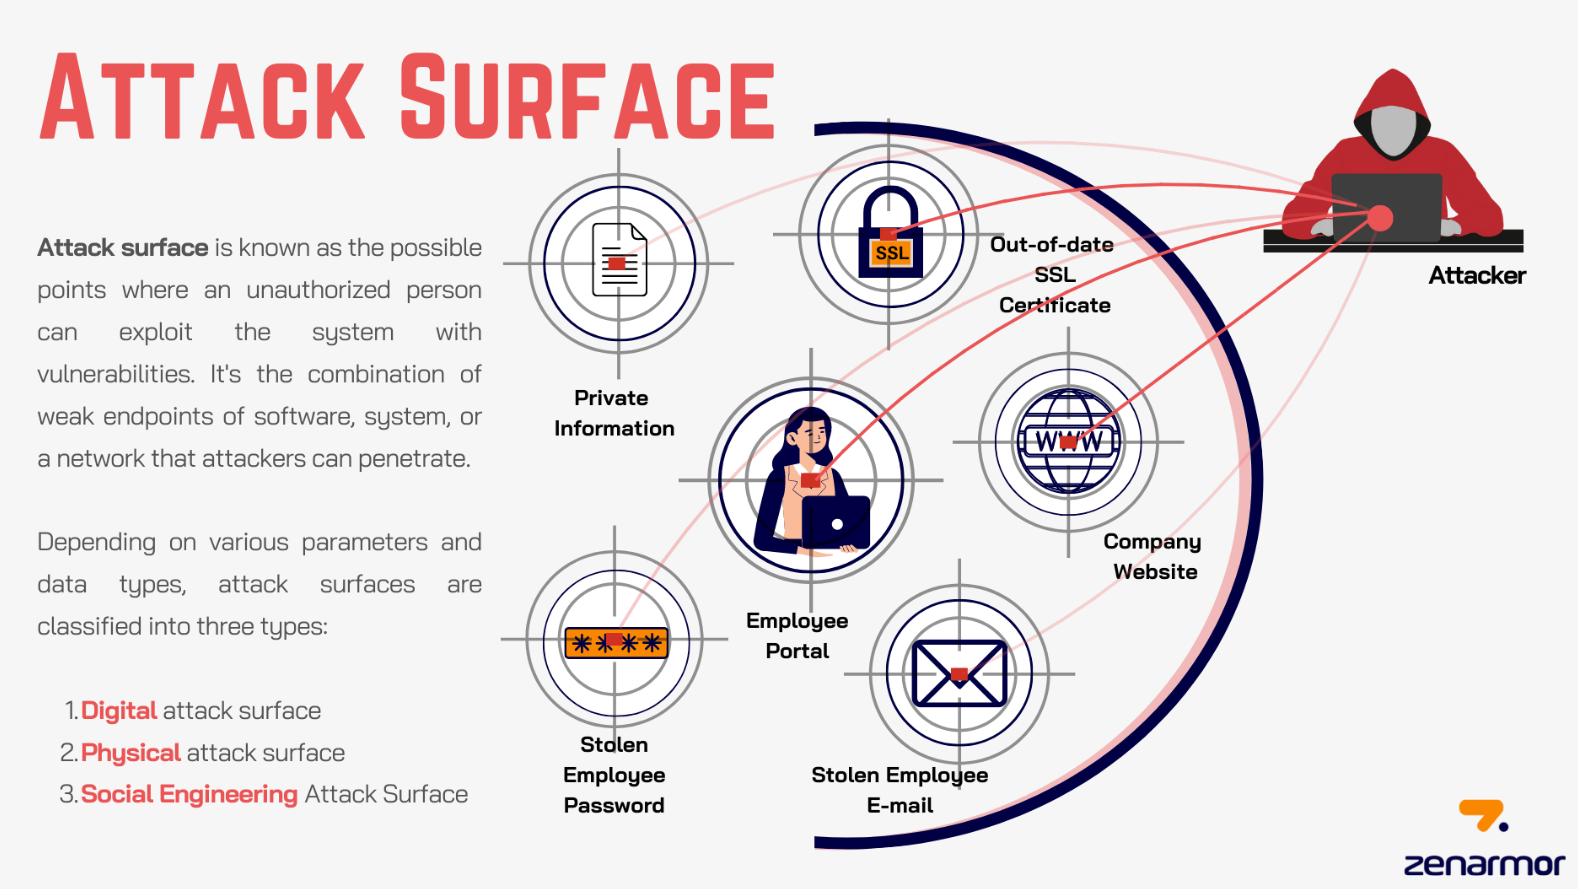 ATTACK SURFACE
Attack surface is known as the possible
points where an unauthorized person
can exploit the system with
vulnerabilities. It's the combination of
weak endpoints of software, system, or
a network that attackers can penetrate.
Depending on various parameters and
data types, attack surfaces are
classified into three types:
1. Digital attack surface
2. Physical attack surface
3. Social Engineering Attack Surface
Private
Information
SSL
Out-of-date
SSL
Certificate
Attacker
Employee
Portal
WWW
Company
Website
****
Stolen
Employee
Password
Stolen Employee
E-mail
zenarmor